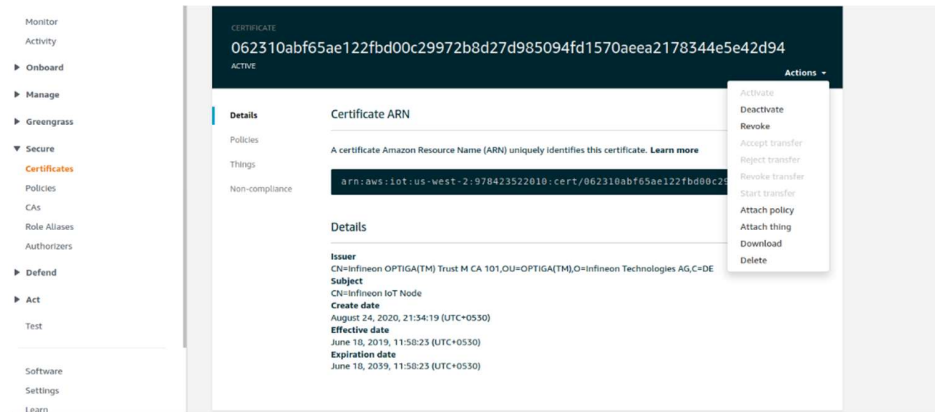 Monitor
Activity
Onboard
Manage
Greengrass
Secure
Certificates
Policies
CAs
Role Aliases
Authorizers
Defend
Act
Test
Software
Settings
Learn
CERTIFICATE
062310abf65ae122fbd00c29972b8d27d985094fd1570aeea2178344e5e42d94
ACTIVE
Actions
Activate
Deactivate
Revoke
Accept transfer
Reject transfer
Revoke transfer
Start transfer
Attach policy
Attach thing
Download
Delete
Details
Policies
Things
Non-compliance
Certificate ARN
A certificate Amazon Resource Name (ARN) uniquely identifies this certificate. Learn more
arn:aws:iot:us-west-2:978423522010:cert/062310abf65ae122fbd00c29
Details
Issuer
CN=Infineon OPTIGA(TM) Trust M CA 101,OU=OPTIGA(TM),O=Infineon Technologies AG,C=DE
Subject
CN=Infineon IoT Node
Create date
August 24, 2020, 21:34:19 (UTC+0530)
Effective date
June 18, 2019, 11:58:23 (UTC+0530)
Expiration date
June 18, 2039, 11:58:23 (UTC+0530)